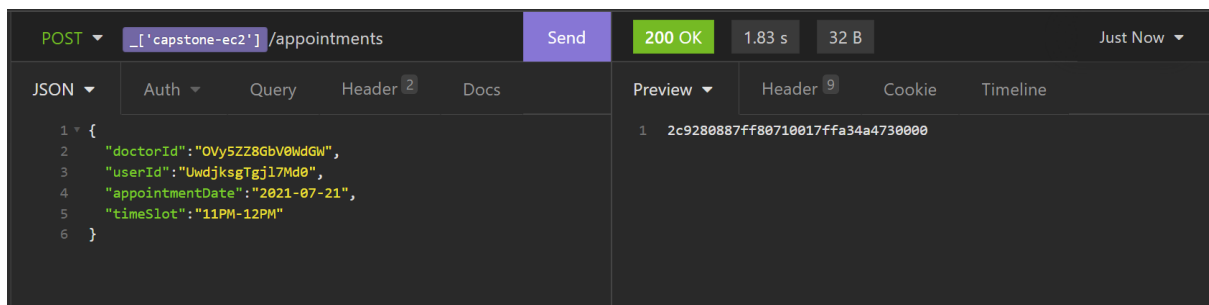 POST _['capstone-ec2'] /appointments Send 200 OK 1.83 s 32 B Just Now
JSON Auth Query Header 2 Docs Preview Header 9 Cookie Timeline
1 {
2 "doctorId":"OVy5ZZ8GbV0WdGW",
3 "userId":"UwdjksgTgjl7Md0",
4 "appointmentDate":"2021-07-21",
5 "timeSlot":"11PM-12PM"
6 }
1 2c9280887ff80710017ffa34a4730000